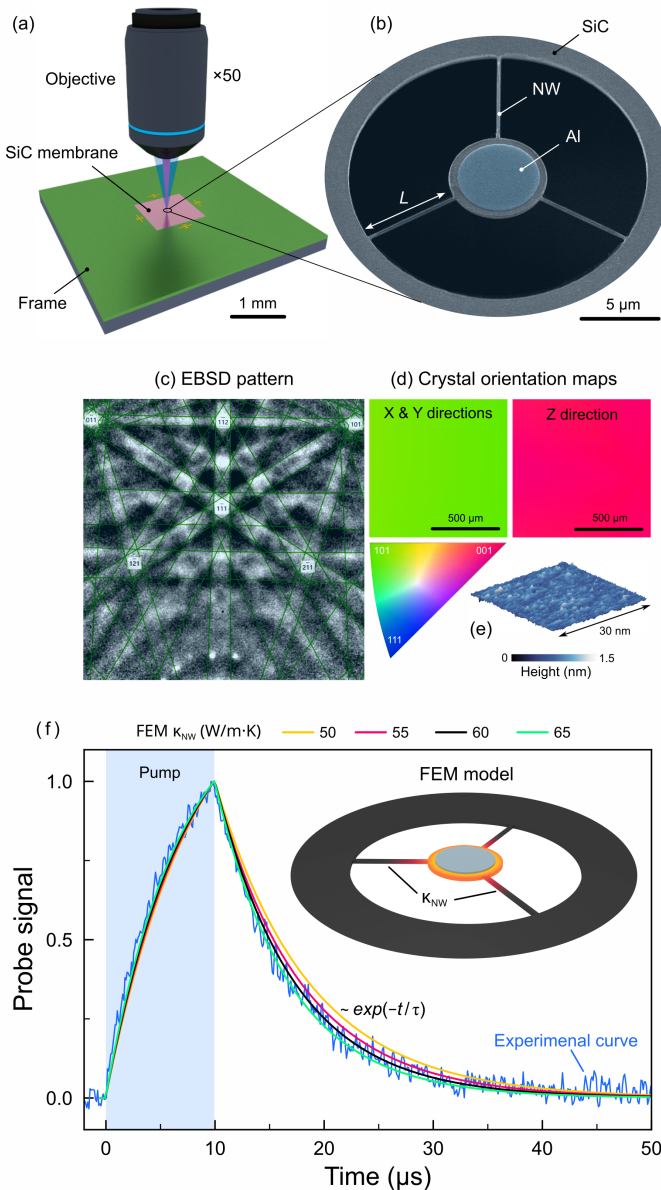 (a)
Objective
×50
SiC membrane
Frame
1 mm
(b)
SiC
NW
Al
L
5 µm
(c) EBSD pattern
011
112
101
111
121
211
(d) Crystal orientation maps
X & Y directions
500 µm
Z direction
500 µm
101
001
111
(e)
30 nm
0
1.5
Height (nm)
(f)
FEM κNW (W/m·K)
50
55
60
65
Pump
FEM model
κNW
~ exp(−t/τ)
Experimenal curve
Probe signal
1.0
0.5
0.0
0
10
20
30
40
50
Time (µs)